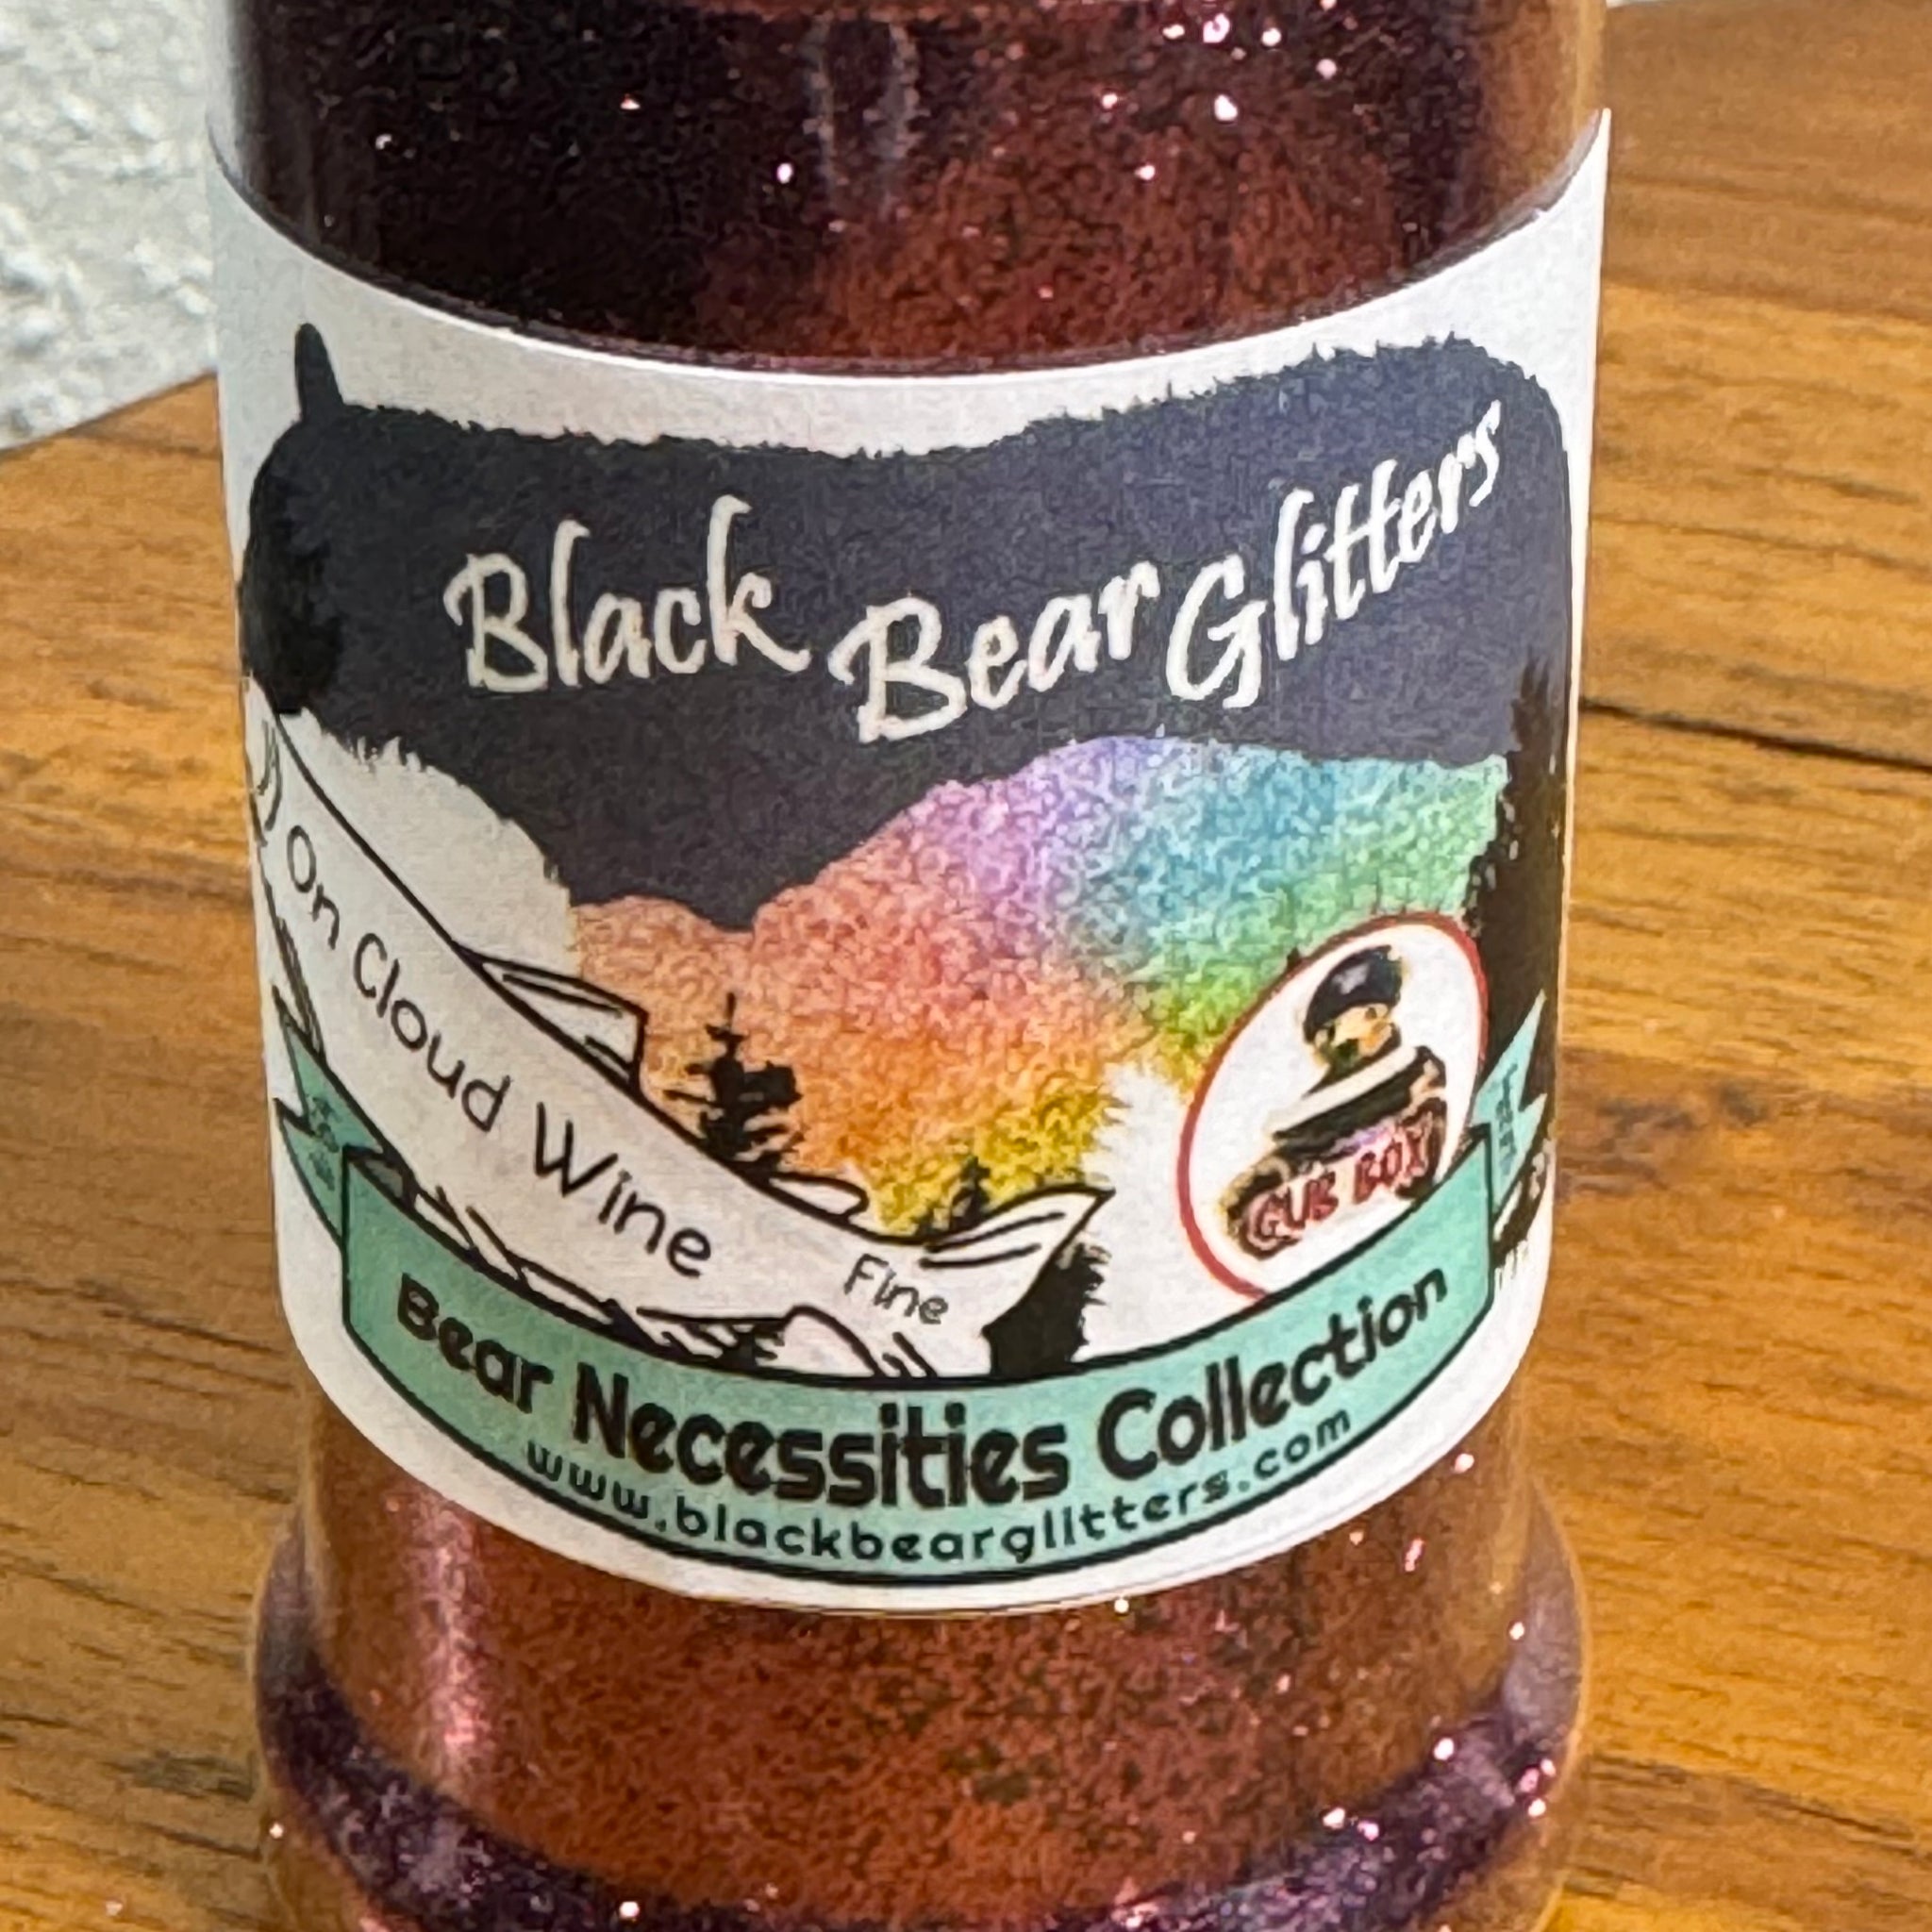 Black Bear Glitters
On Cloud Wine
Fine
CUB BOX
Bear Necessities Collection
www.blackbearglitters.com